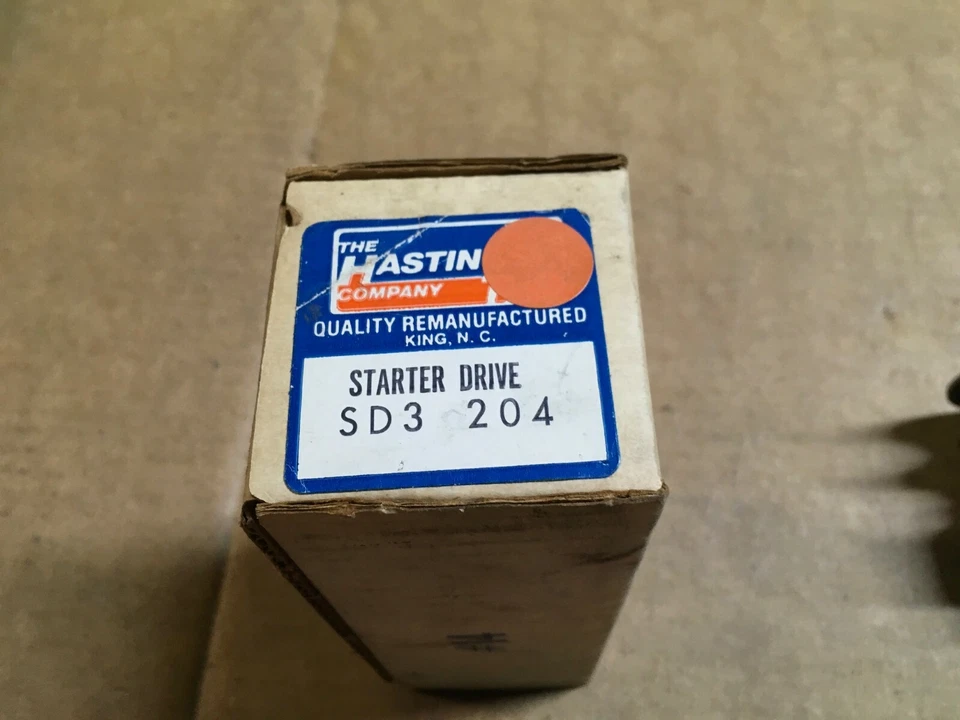 THE
HASTIN
COMPANY
QUALITY REMANUFACTURED
KING, N. C.
STARTER DRIVE
SD3 204